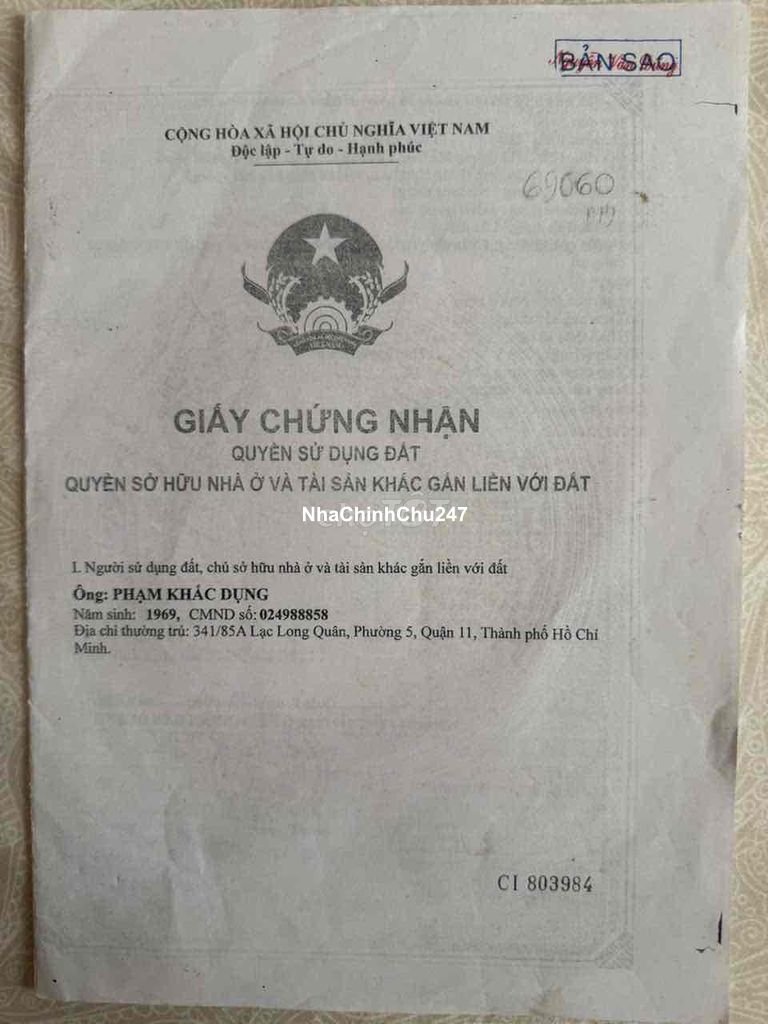 BẢN SAO
CỘNG HÒA XÃ HỘI CHỦ NGHĨA VIỆT NAM
Độc lập - Tự do - Hạnh phúc
69060
VIỆT NAM
GIẤY CHỨNG NHẬN
QUYỀN SỬ DỤNG ĐẤT
QUYỀN SỞ HỮU NHÀ Ở VÀ TÀI SẢN KHÁC GẮN LIỀN VỚI ĐẤT
NhaChinhChu247
I. Người sử dụng đất, chủ sở hữu nhà ở và tài sản khác gắn liền với đất
Ông: PHẠM KHẮC DỤNG
Năm sinh: 1969, CMND số: 024988858
Địa chỉ thường trú: 341/85A Lạc Long Quân, Phường 5, Quận 11, Thành phố Hồ Chí
Minh.
CI 803984